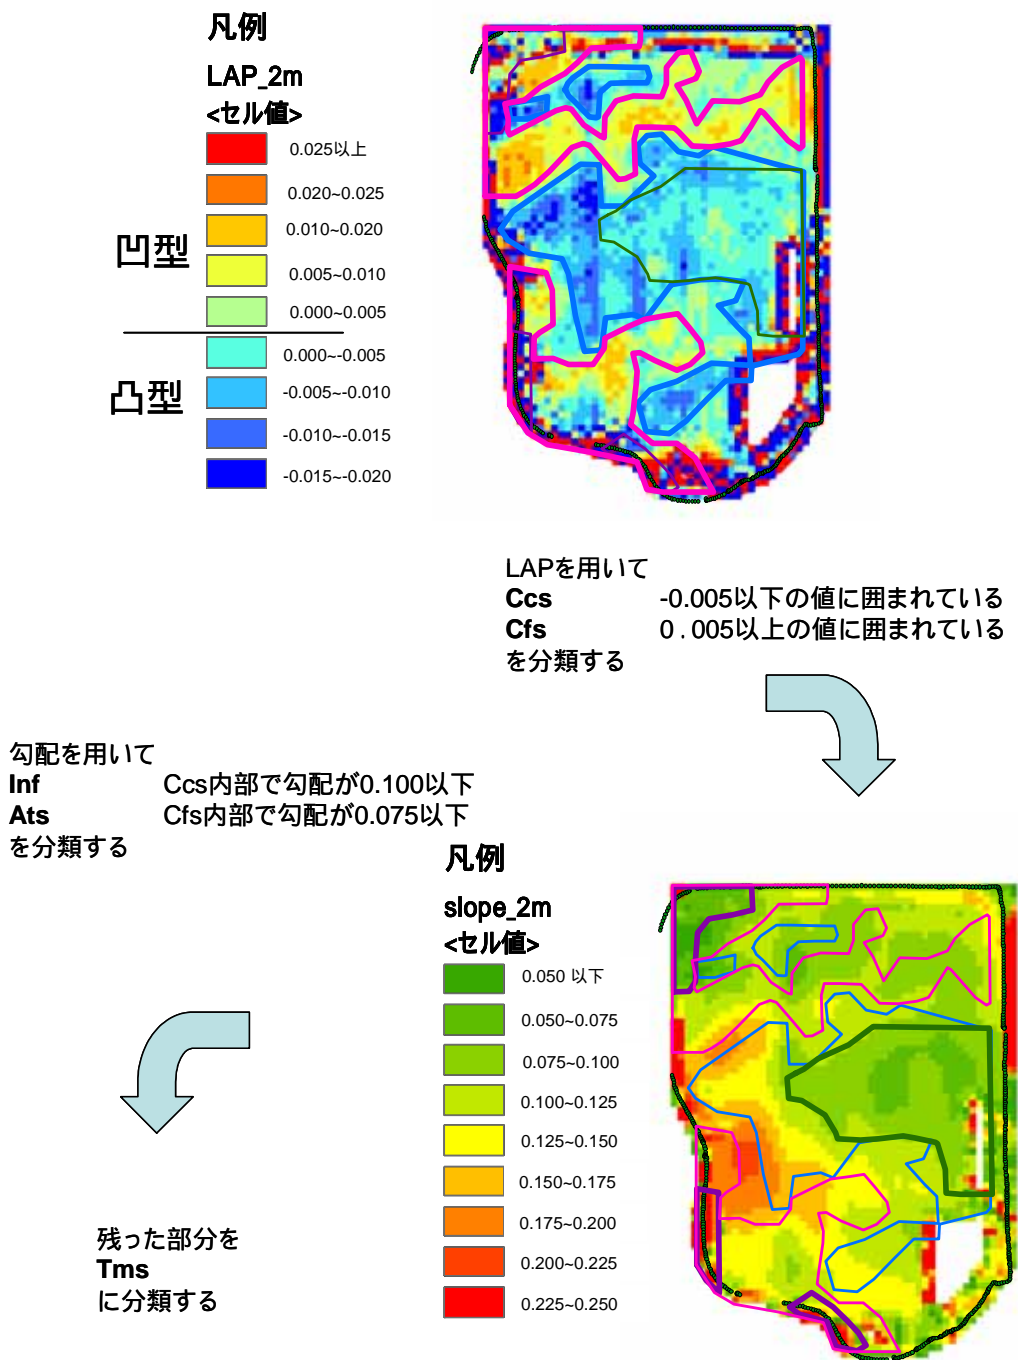 凡例
LAP_2m
<セル値>
0.025以上
0.020~0.025
0.010~0.020
0.005~0.010
0.000~0.005
凹型
凸型
0.000~-0.005
-0.005~-0.010
-0.010~-0.015
-0.015~-0.020
LAPを用いて
Ccs -0.005以下の値に囲まれている
Cfs 0.005以上の値に囲まれている
を分類する
勾配を用いて
Inf Ccs内部で勾配が0.100以下
Ats Cfs内部で勾配が0.075以下
を分類する
凡例
slope_2m
<セル値>
0.050 以下
0.050~0.075
0.075~0.100
0.100~0.125
0.125~0.150
0.150~0.175
0.175~0.200
0.200~0.225
0.225~0.250
残った部分を
Tms
に分類する